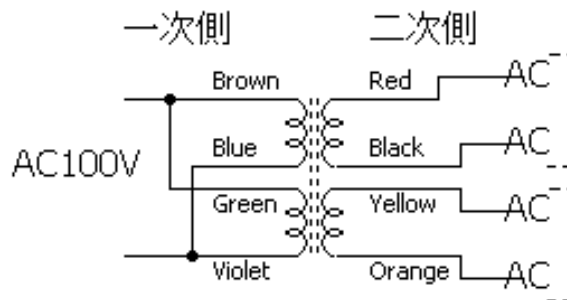 一次側 二次側
Brown Red AC
Blue Black AC
AC100V
Green Yellow AC
Violet Orange AC